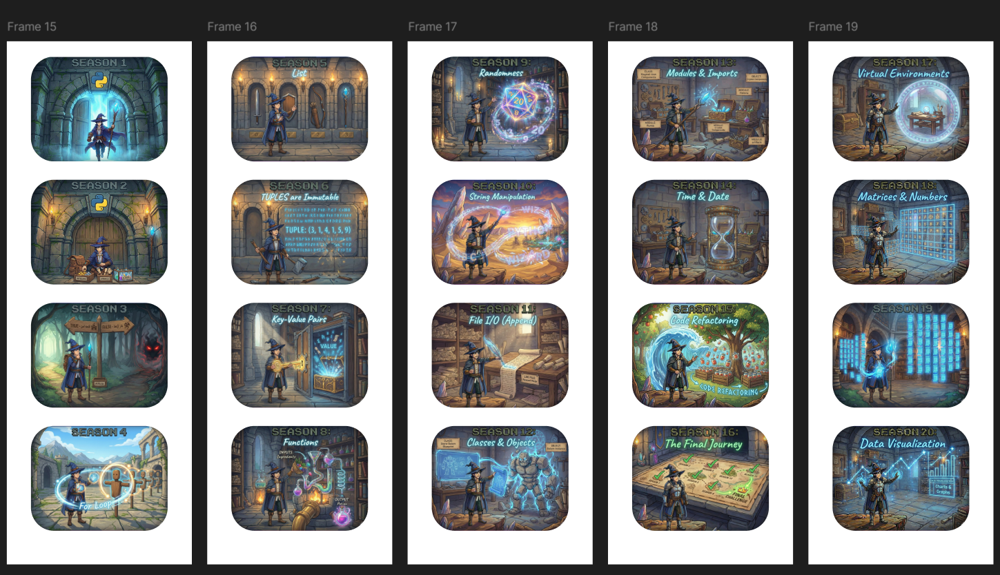 Frame 15
SEASON 1
SEASON 2
SEASON 3
SEASON 4
For Loop
Frame 16
SEASON 5
List
SEASON 6
TUPLES are Immutable
TUPLE: (3, 1, 4, 1, 5, 9)
SEASON 7:
Key-Value Pairs
VALUE
SEASON 8:
Functions
INPUTS:
Ingredients
OUTPUT
Potion
Frame 17
SEASON 9:
Randomness
20
20
SEASON 10:
String Manipulation
WIZARD
SEASON 11:
File I/O (Append)
SEASON 12:
Classes & Objects
Frame 18
SEASON 13:
Modules & Imports
SEASON 14:
Time & Date
SEASON 15:
Code Refactoring
CODE REFACTORING
SEASON 16:
The Final Journey
FINAL
CHALLENGE
Frame 19
SEASON 17:
Virtual Environments
SEASON 18:
Matrices & Numbers
SEASON 19
SEASON 20:
Data Visualization
Charts &
Graphs